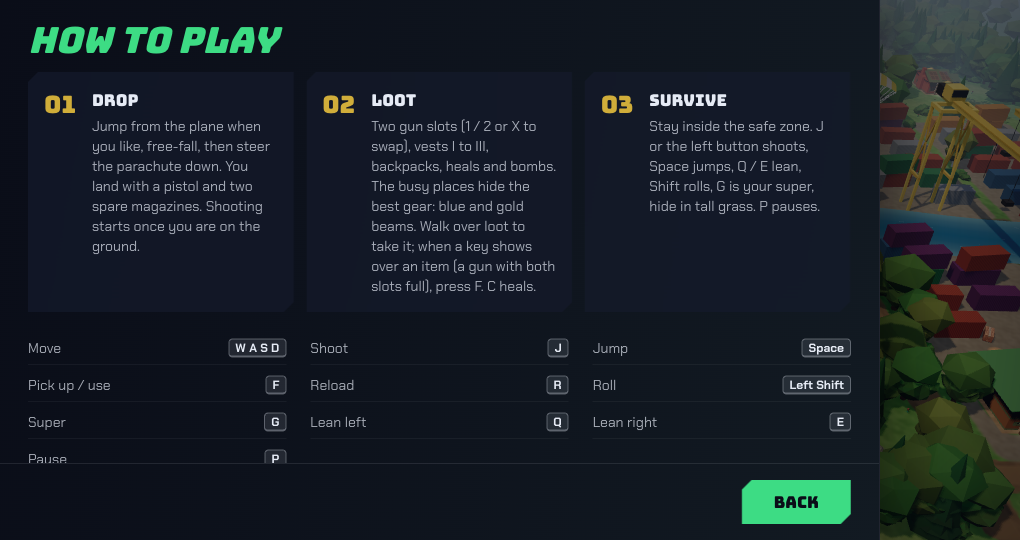 HOW TO PLAY
01 DROP
Jump from the plane when
you like, free-fall, then steer
the parachute down. You
land with a pistol and two
spare magazines. Shooting
starts once you are on the
ground.
02 LOOT
Two gun slots (1 / 2 or X to
swap), vests I to III,
backpacks, heals and bombs.
The busy places hide the
best gear: blue and gold
beams. Walk over loot to
take it; when a key shows
over an item (a gun with both
slots full), press F. C heals.
03 SURVIVE
Stay inside the safe zone. J
or the left button shoots,
Space jumps, Q / E lean,
Shift rolls, G is your super,
hide in tall grass. P pauses.
Move W A S D Shoot J Jump Space
Pick up / use F Reload R Roll Left Shift
Super G Lean left Q Lean right E
Pause P
BACK